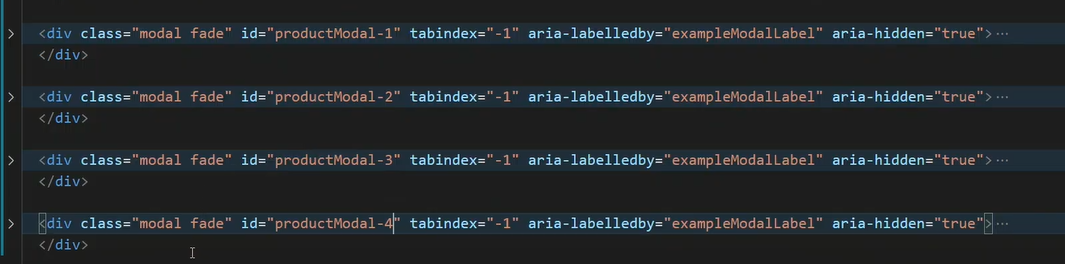 <div class="modal fade" id="productModal-1" tabindex="-1" aria-labelledby="exampleModalLabel" aria-hidden="true">···
</div>
<div class="modal fade" id="productModal-2" tabindex="-1" aria-labelledby="exampleModalLabel" aria-hidden="true">···
</div>
<div class="modal fade" id="productModal-3" tabindex="-1" aria-labelledby="exampleModalLabel" aria-hidden="true">···
</div>
<div class="modal fade" id="productModal-4" tabindex="-1" aria-labelledby="exampleModalLabel" aria-hidden="true">···
</div>